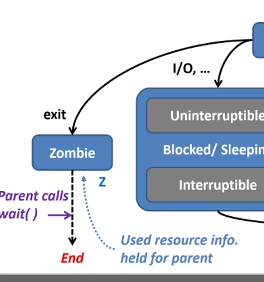 I/O, ...
exit
Uninterruptible
Zombie
Blocked/ Sleepin
Z
Interruptible
Parent calls
wait( )
Used resource info.
held for parent
End